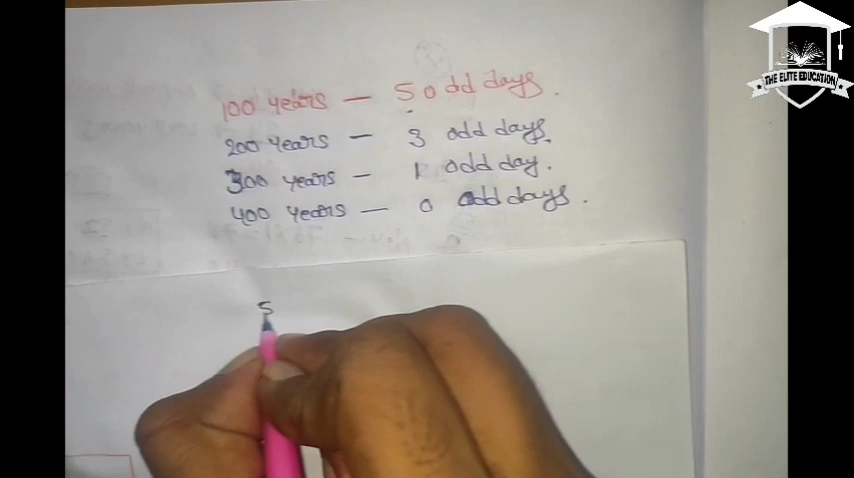 THE ELITE EDUCATION
100 years — 5 odd days.
200 years — 3 odd days.
300 years — 1 odd day.
400 years — 0 odd days.
5